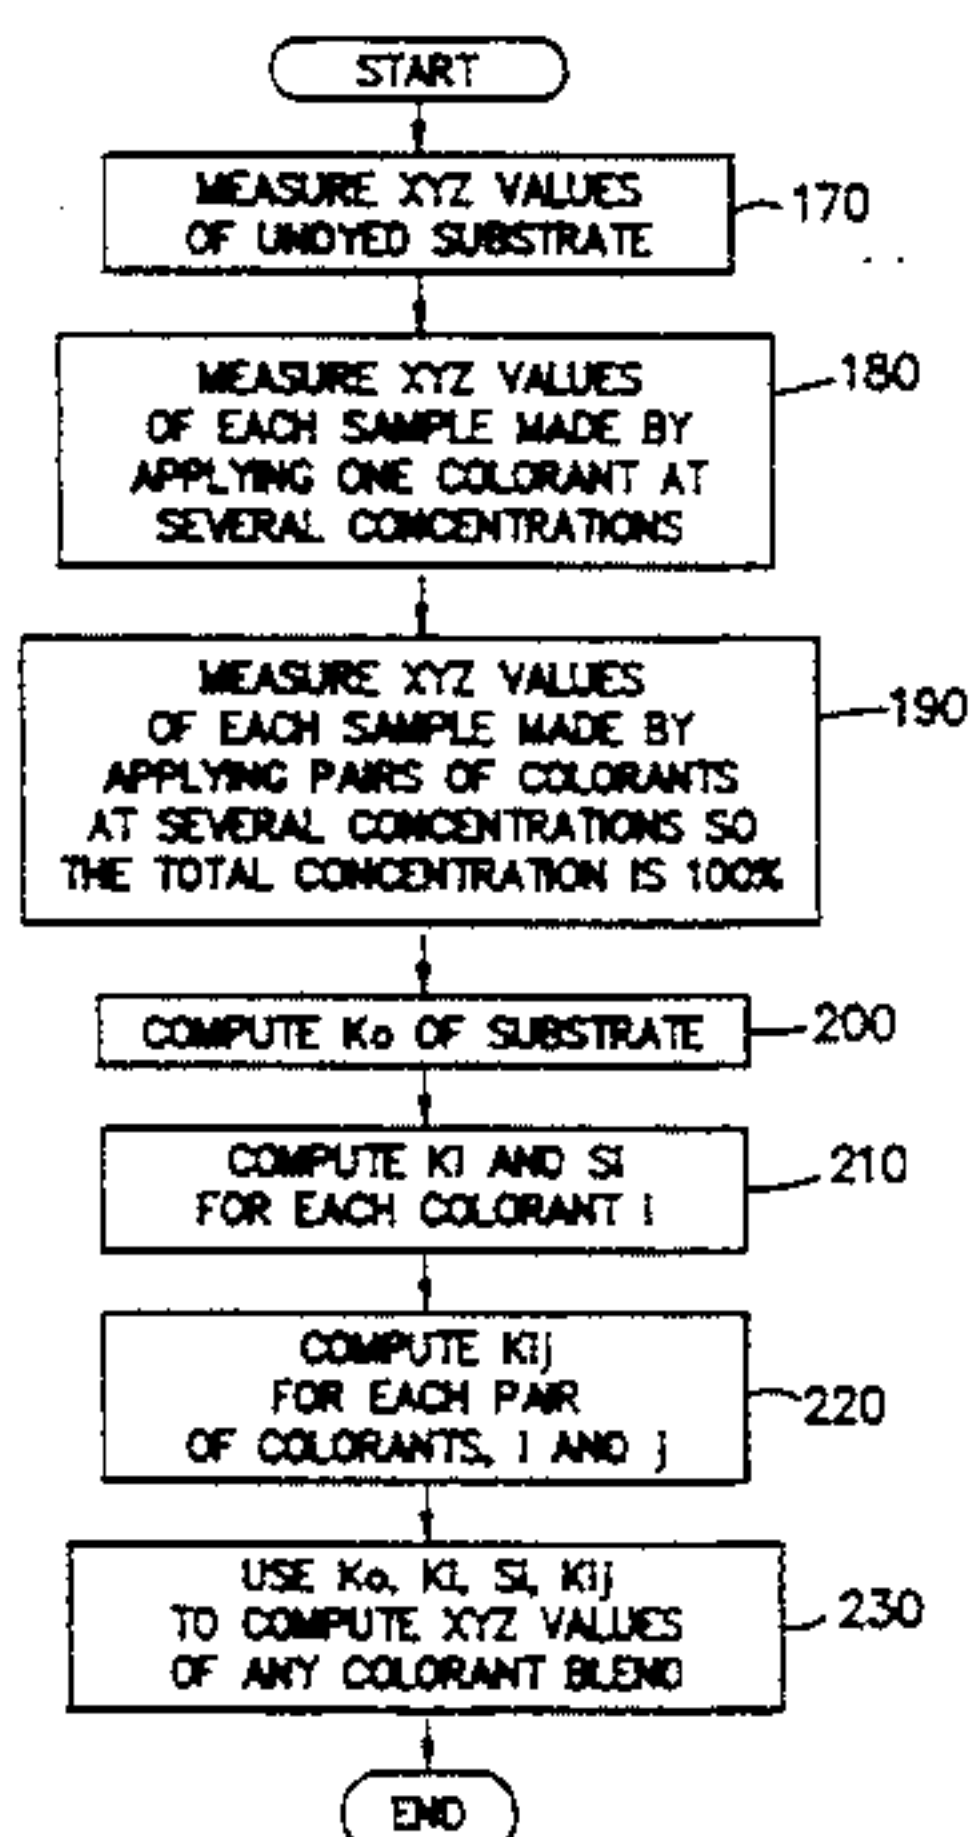 START
MEASURE XYZ VALUES
OF UNDYED SUBSTRATE
170
MEASURE XYZ VALUES
OF EACH SAMPLE MADE BY
APPLYING ONE COLORANT AT
SEVERAL CONCENTRATIONS
180
MEASURE XYZ VALUES
OF EACH SAMPLE MADE BY
APPLYING PAIRS OF COLORANTS
AT SEVERAL CONCENTRATIONS SO
THE TOTAL CONCENTRATION IS 100%
190
COMPUTE Ko OF SUBSTRATE
200
COMPUTE Ki AND Si
FOR EACH COLORANT i
210
COMPUTE Kij
FOR EACH PAIR
OF COLORANTS, i AND j
220
USE Ko, Ki, Si, Kij
TO COMPUTE XYZ VALUES
OF ANY COLORANT BLEND
230
END